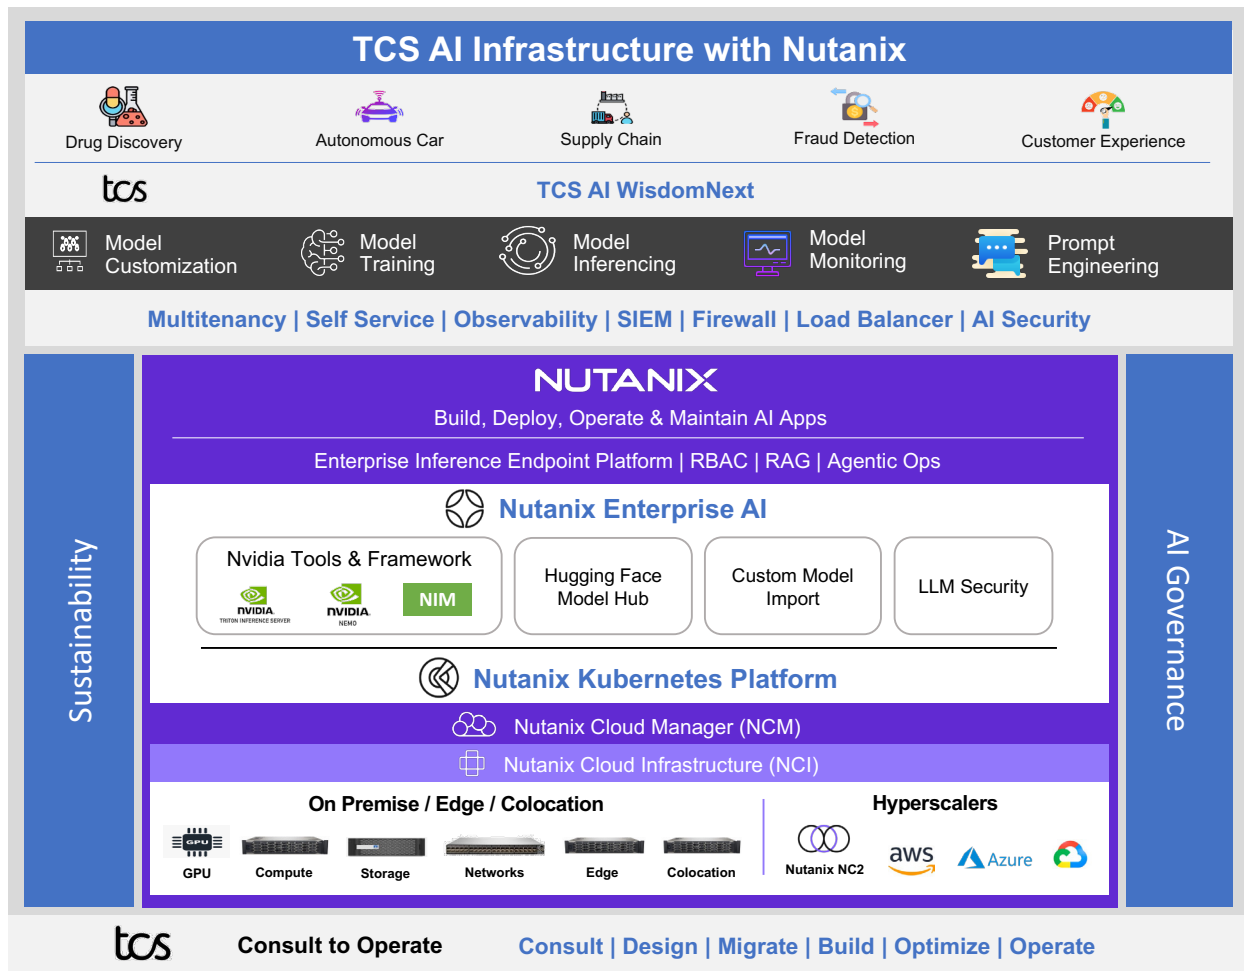 TCS AI Infrastructure with Nutanix
Drug Discovery
Autonomous Car
Supply Chain
Fraud Detection
Customer Experience
tcs
TCS AI WisdomNext
Model
Customization
Model
Training
Model
Inferencing
Model
Monitoring
Prompt
Engineering
Multitenancy | Self Service | Observability | SIEM | Firewall | Load Balancer | AI Security
Sustainability
NUTANIX
Build, Deploy, Operate & Maintain AI Apps
Enterprise Inference Endpoint Platform | RBAC | RAG | Agentic Ops
Nutanix Enterprise AI
Nvidia Tools & Framework
NVIDIA.
TRITON INFERENCE SERVER
NVIDIA.
NEMO
NIM
Hugging Face
Model Hub
Custom Model
Import
LLM Security
Nutanix Kubernetes Platform
Nutanix Cloud Manager (NCM)
Nutanix Cloud Infrastructure (NCI)
On Premise / Edge / Colocation
GPU
GPU
Compute
Storage
Networks
Edge
Colocation
Hyperscalers
Nutanix NC2
aws
Azure
AI Governance
tcs
Consult to Operate
Consult | Design | Migrate | Build | Optimize | Operate